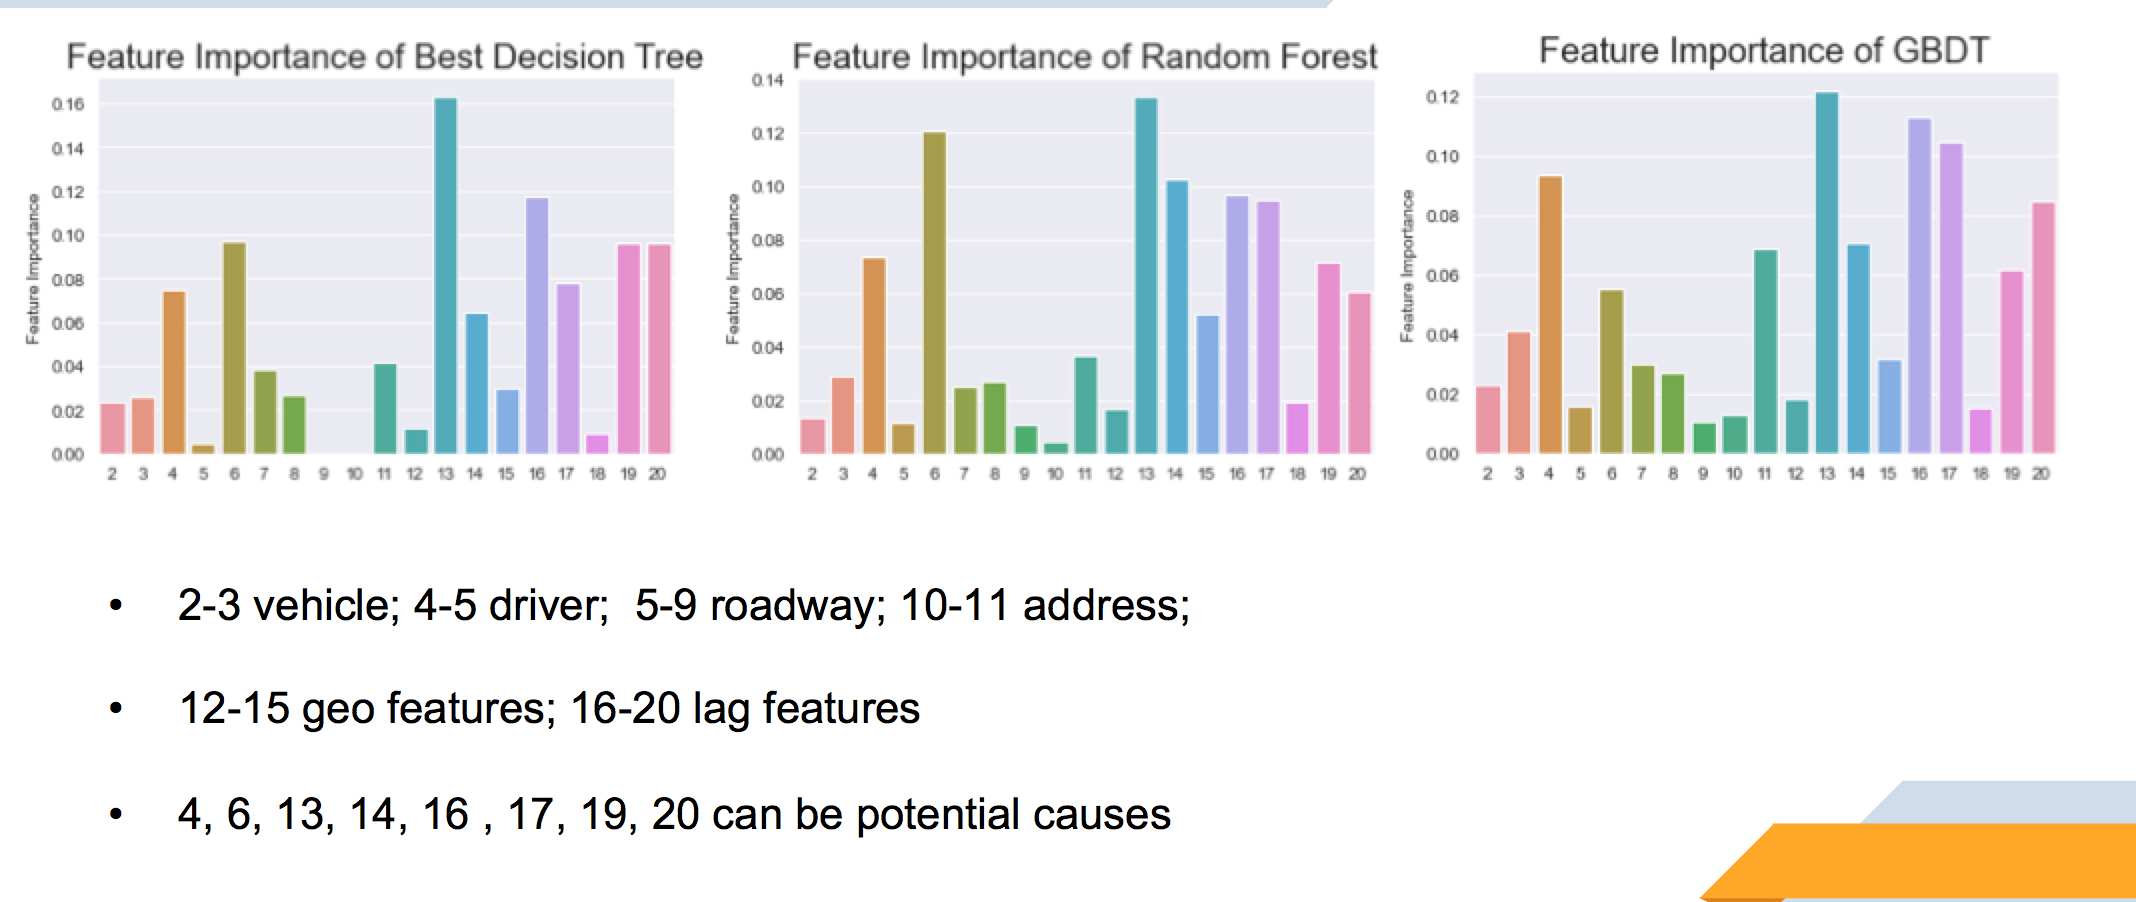 Feature Importance of Best Decision Tree
Feature Importance
0.16
0.14
0.12
0.10
0.08
0.06
0.04
0.02
0.00
2 3 4 5 6 7 8 9 10 11 12 13 14 15 16 17 18 19 20
Feature Importance of Random Forest
Feature Importance
0.14
0.12
0.10
0.08
0.06
0.04
0.02
0.00
2 3 4 5 6 7 8 9 10 11 12 13 14 15 16 17 18 19 20
Feature Importance of GBDT
Feature Importance
0.12
0.10
0.08
0.06
0.04
0.02
0.00
2 3 4 5 6 7 8 9 10 11 12 13 14 15 16 17 18 19 20
• 2-3 vehicle; 4-5 driver;  5-9 roadway; 10-11 address;
• 12-15 geo features; 16-20 lag features
• 4, 6, 13, 14, 16 , 17, 19, 20 can be potential causes